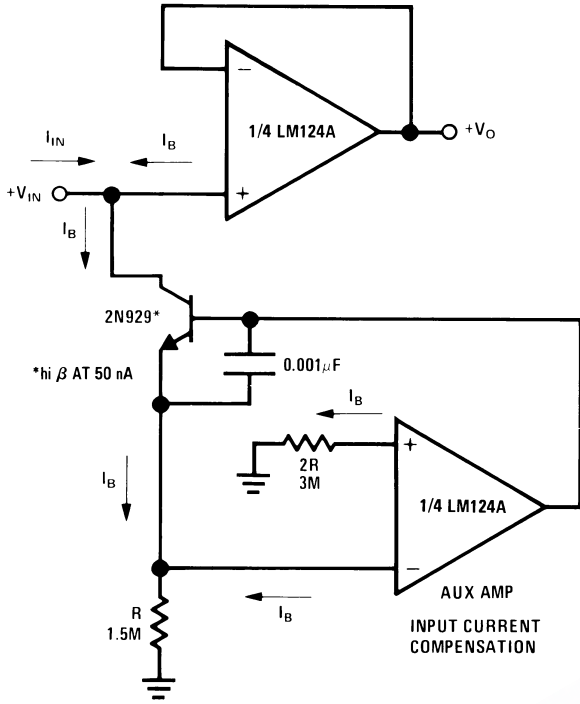 −
1/4 LM124A
+V_O
I_IN
I_B
+V_IN
+
I_B
2N929*
*hi β AT 50 nA
0.001μF
I_B
2R
3M
+
1/4 LM124A
−
I_B
I_B
R
1.5M
AUX AMP
INPUT CURRENT
COMPENSATION